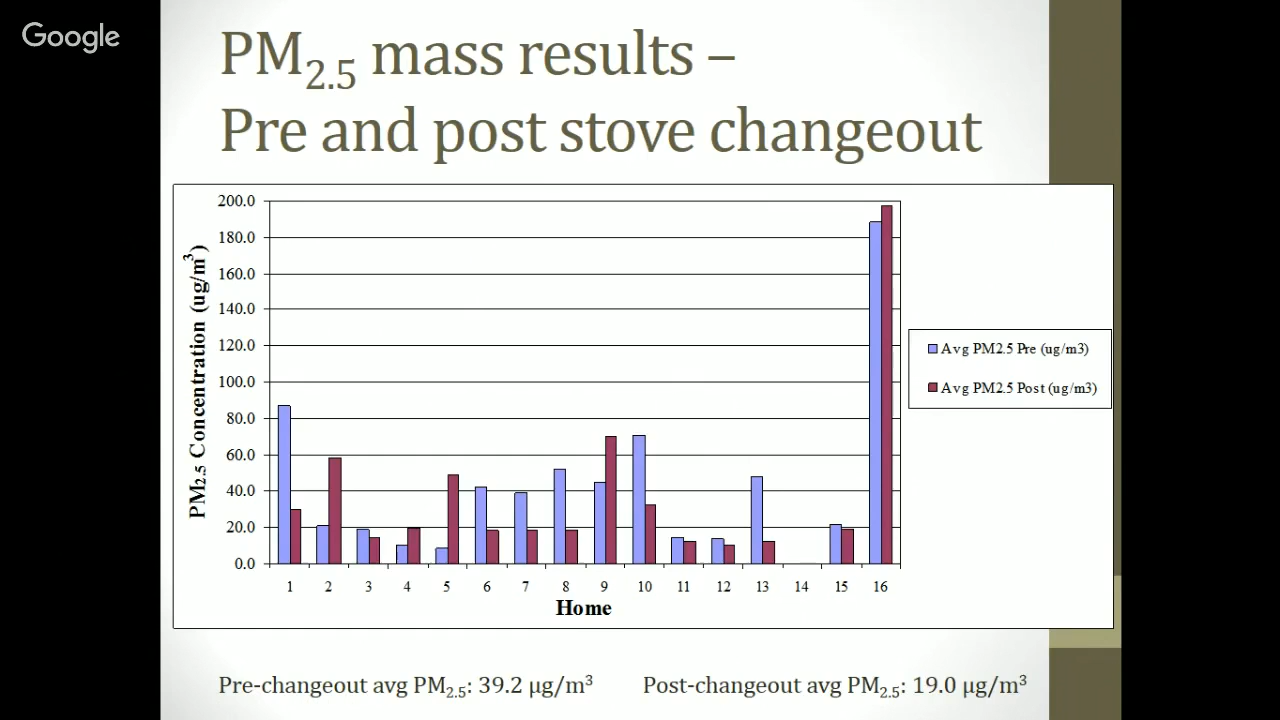 Google
PM2.5 mass results –
Pre and post stove changeout
200.0
180.0
160.0
140.0
120.0
100.0
80.0
60.0
40.0
20.0
0.0
PM2.5 Concentration (ug/m3)
1 2 3 4 5 6 7 8 9 10 11 12 13 14 15 16
Home
Avg PM2.5 Pre (ug/m3)
Avg PM2.5 Post (ug/m3)
Pre-changeout avg PM2.5: 39.2 µg/m3
Post-changeout avg PM2.5: 19.0 µg/m3